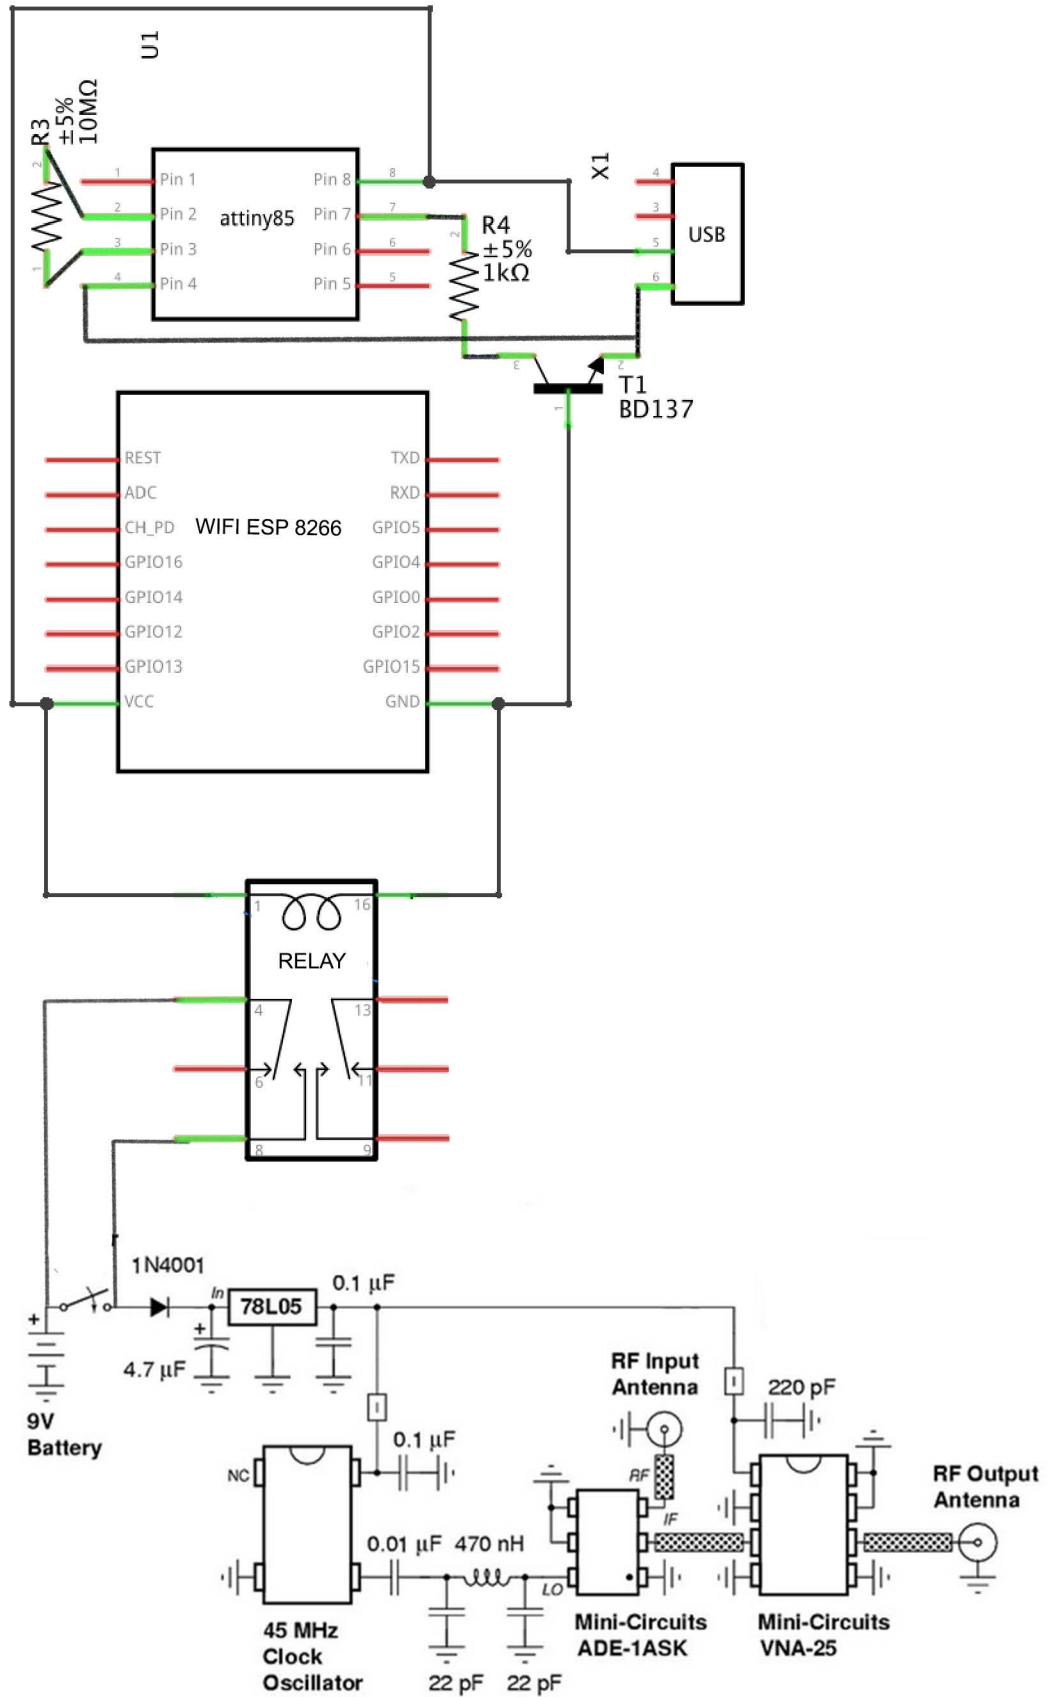 U1
R3
±5%
10MΩ
2
1
1
Pin 1
2
Pin 2
3
Pin 3
4
Pin 4
attiny85
Pin 8
8
Pin 7
7
Pin 6
6
Pin 5
5
R4
±5%
1kΩ
2
X1
4
3
5
6
USB
3
2
1
T1
BD137
REST
TXD
ADC
RXD
CH_PD
WIFI ESP 8266
GPIO5
GPIO16
GPIO4
GPIO14
GPIO0
GPIO12
GPIO2
GPIO13
GPIO15
VCC
GND
1
16
RELAY
4
13
6
11
8
9
1N4001
In
78L05
0.1 µF
+
+
4.7 µF
9V
Battery
RF Input
Antenna
220 pF
NC
0.1 µF
RF
IF
RF Output
Antenna
0.01 µF
470 nH
LO
45 MHz
Clock
Oscillator
22 pF
22 pF
Mini-Circuits
ADE-1ASK
Mini-Circuits
VNA-25